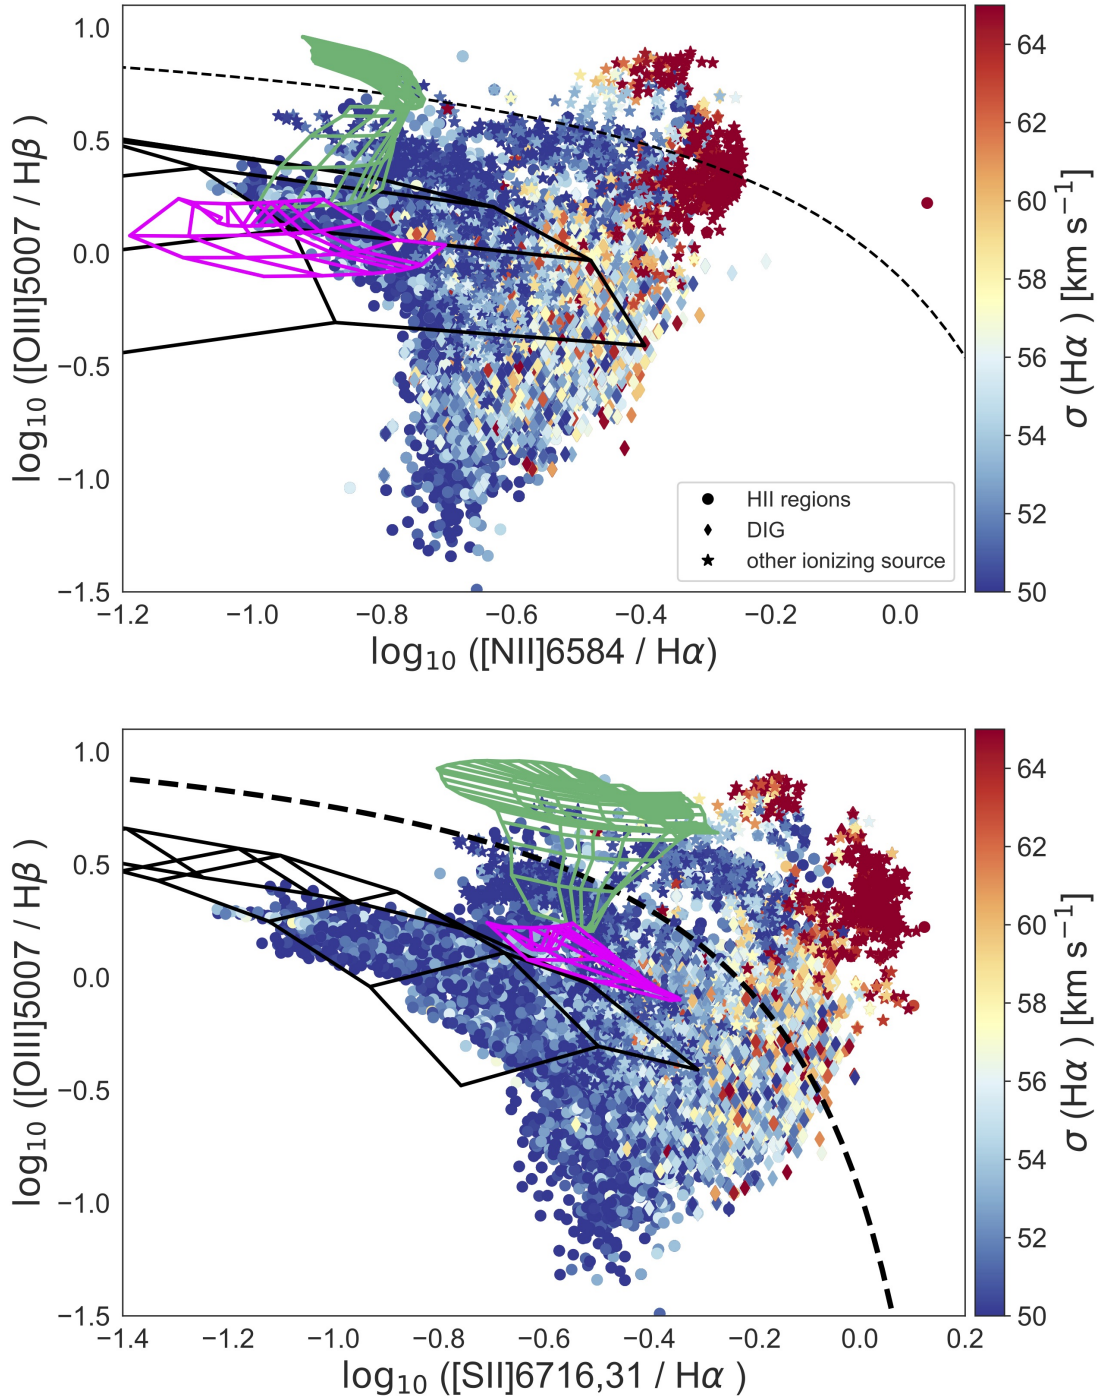 1.0
0.5
0.0
−0.5
−1.0
−1.5
log₁₀ ([OIII]5007 / Hβ)
−1.2 −1.0 −0.8 −0.6 −0.4 −0.2 0.0
log₁₀ ([NII]6584 / Hα)
HII regions
DIG
other ionizing source
64
62
60
58
56
54
52
50
σ (Hα ) [km s⁻¹]
1.0
0.5
0.0
−0.5
−1.0
−1.5
log₁₀ ([OIII]5007 / Hβ)
−1.4 −1.2 −1.0 −0.8 −0.6 −0.4 −0.2 0.0 0.2
log₁₀ ([SII]6716,31 / Hα )
64
62
60
58
56
54
52
50
σ (Hα ) [km s⁻¹]